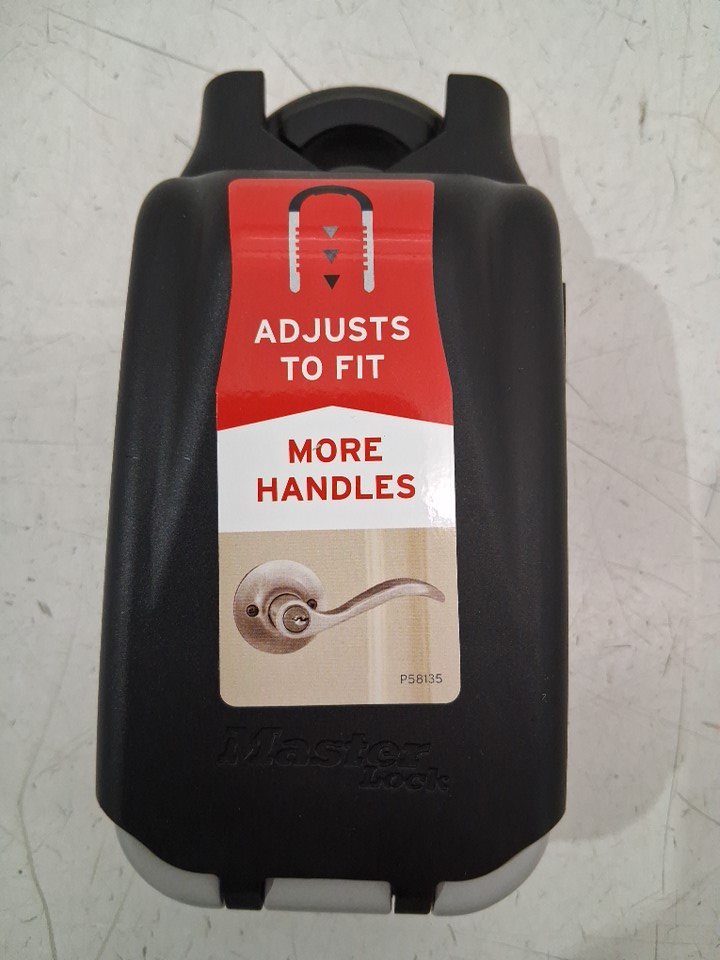 ADJUSTS
TO FIT
MORE
HANDLES
P58135
Master
Lock